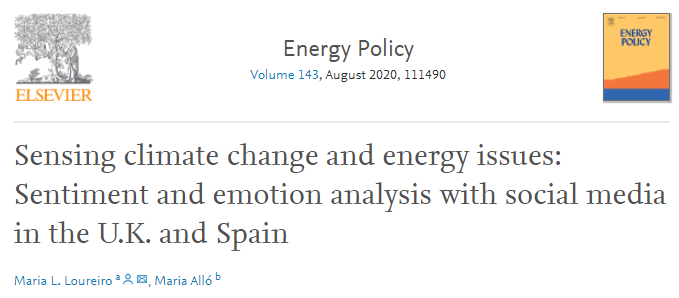 Energy Policy
Volume 143, August 2020, 111490
ELSEVIER
ENERGY
POLICY
Sensing climate change and energy issues:
Sentiment and emotion analysis with social media
in the U.K. and Spain
Maria L. Loureiro a, Maria Alló b